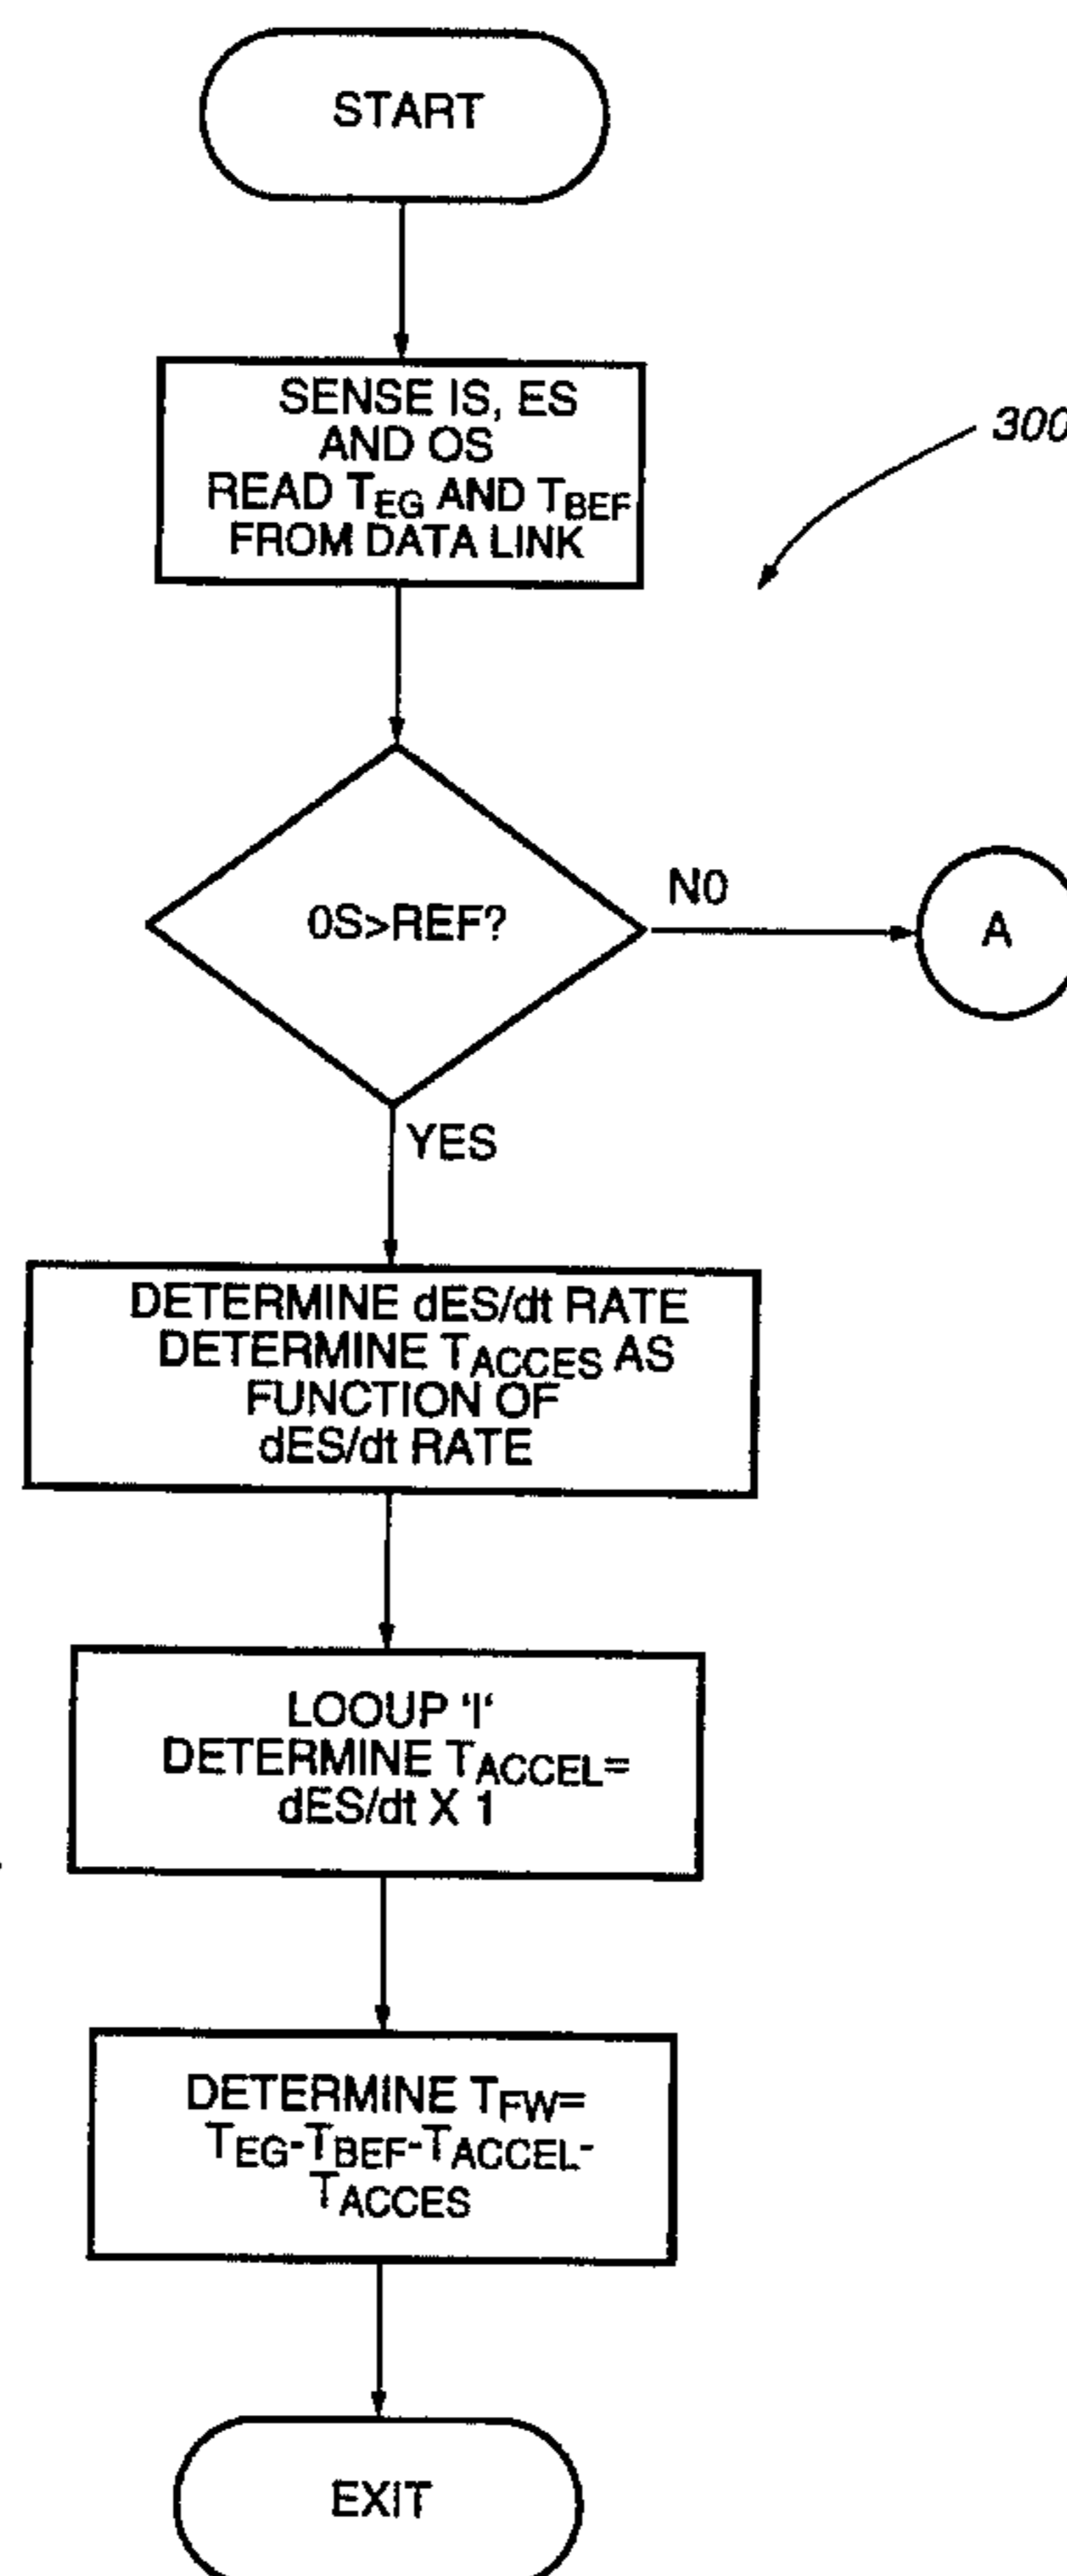 START
SENSE IS, ES
AND OS
READ TEG AND TBEF
FROM DATA LINK
300
0S>REF?
N0
A
YES
DETERMINE dES/dt RATE
DETERMINE TACCES AS
FUNCTION OF
dES/dt RATE
LOOUP ‘I‘
DETERMINE TACCEL=
dES/dt X 1
DETERMINE TFW=
TEG-TBEF-TACCEL-
TACCES
EXIT